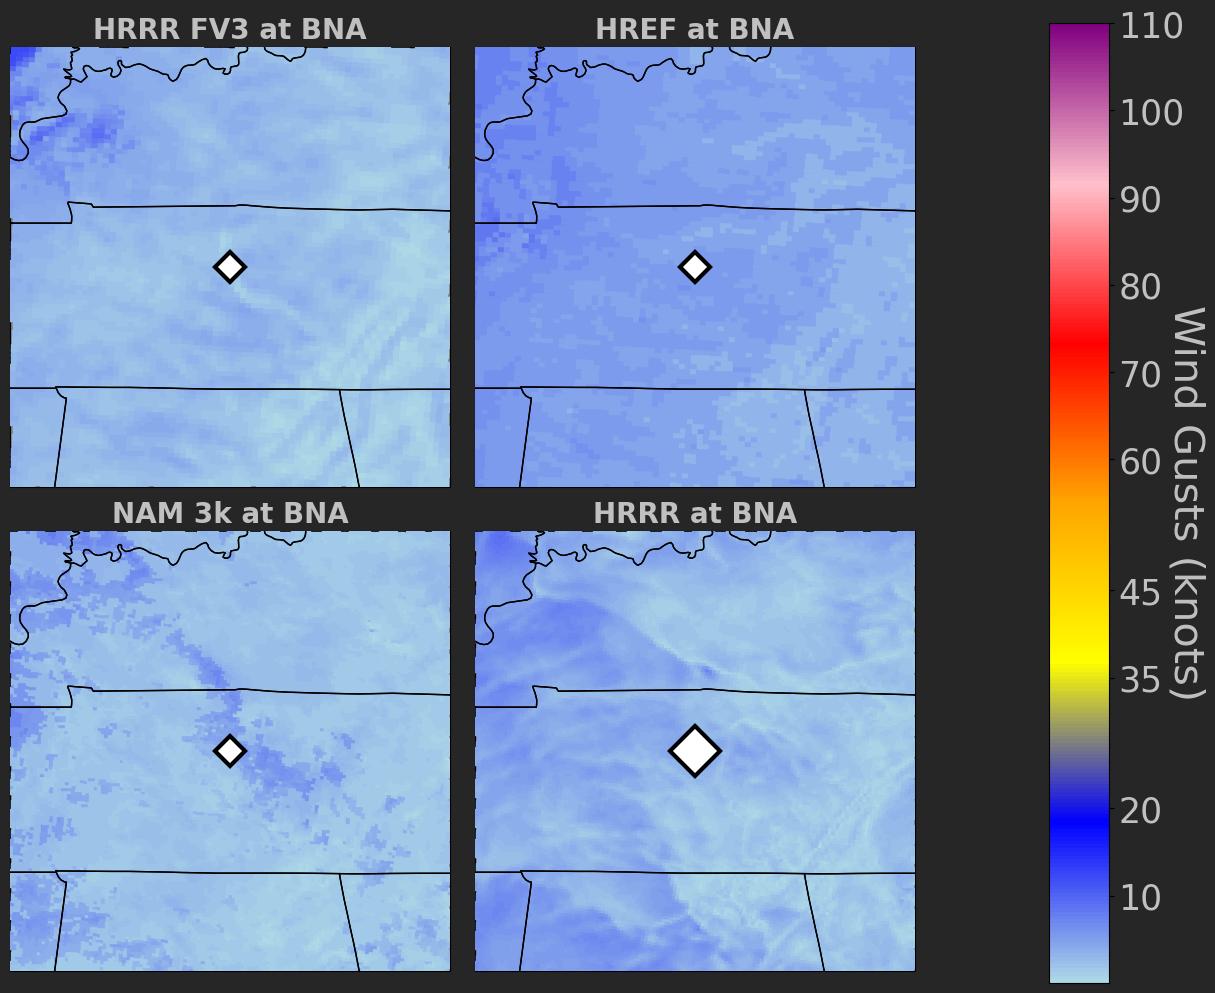 HRRR FV3 at BNA
HREF at BNA
NAM 3k at BNA
HRRR at BNA
110
100
90
80
70
60
45
35
20
10
Wind Gusts (knots)